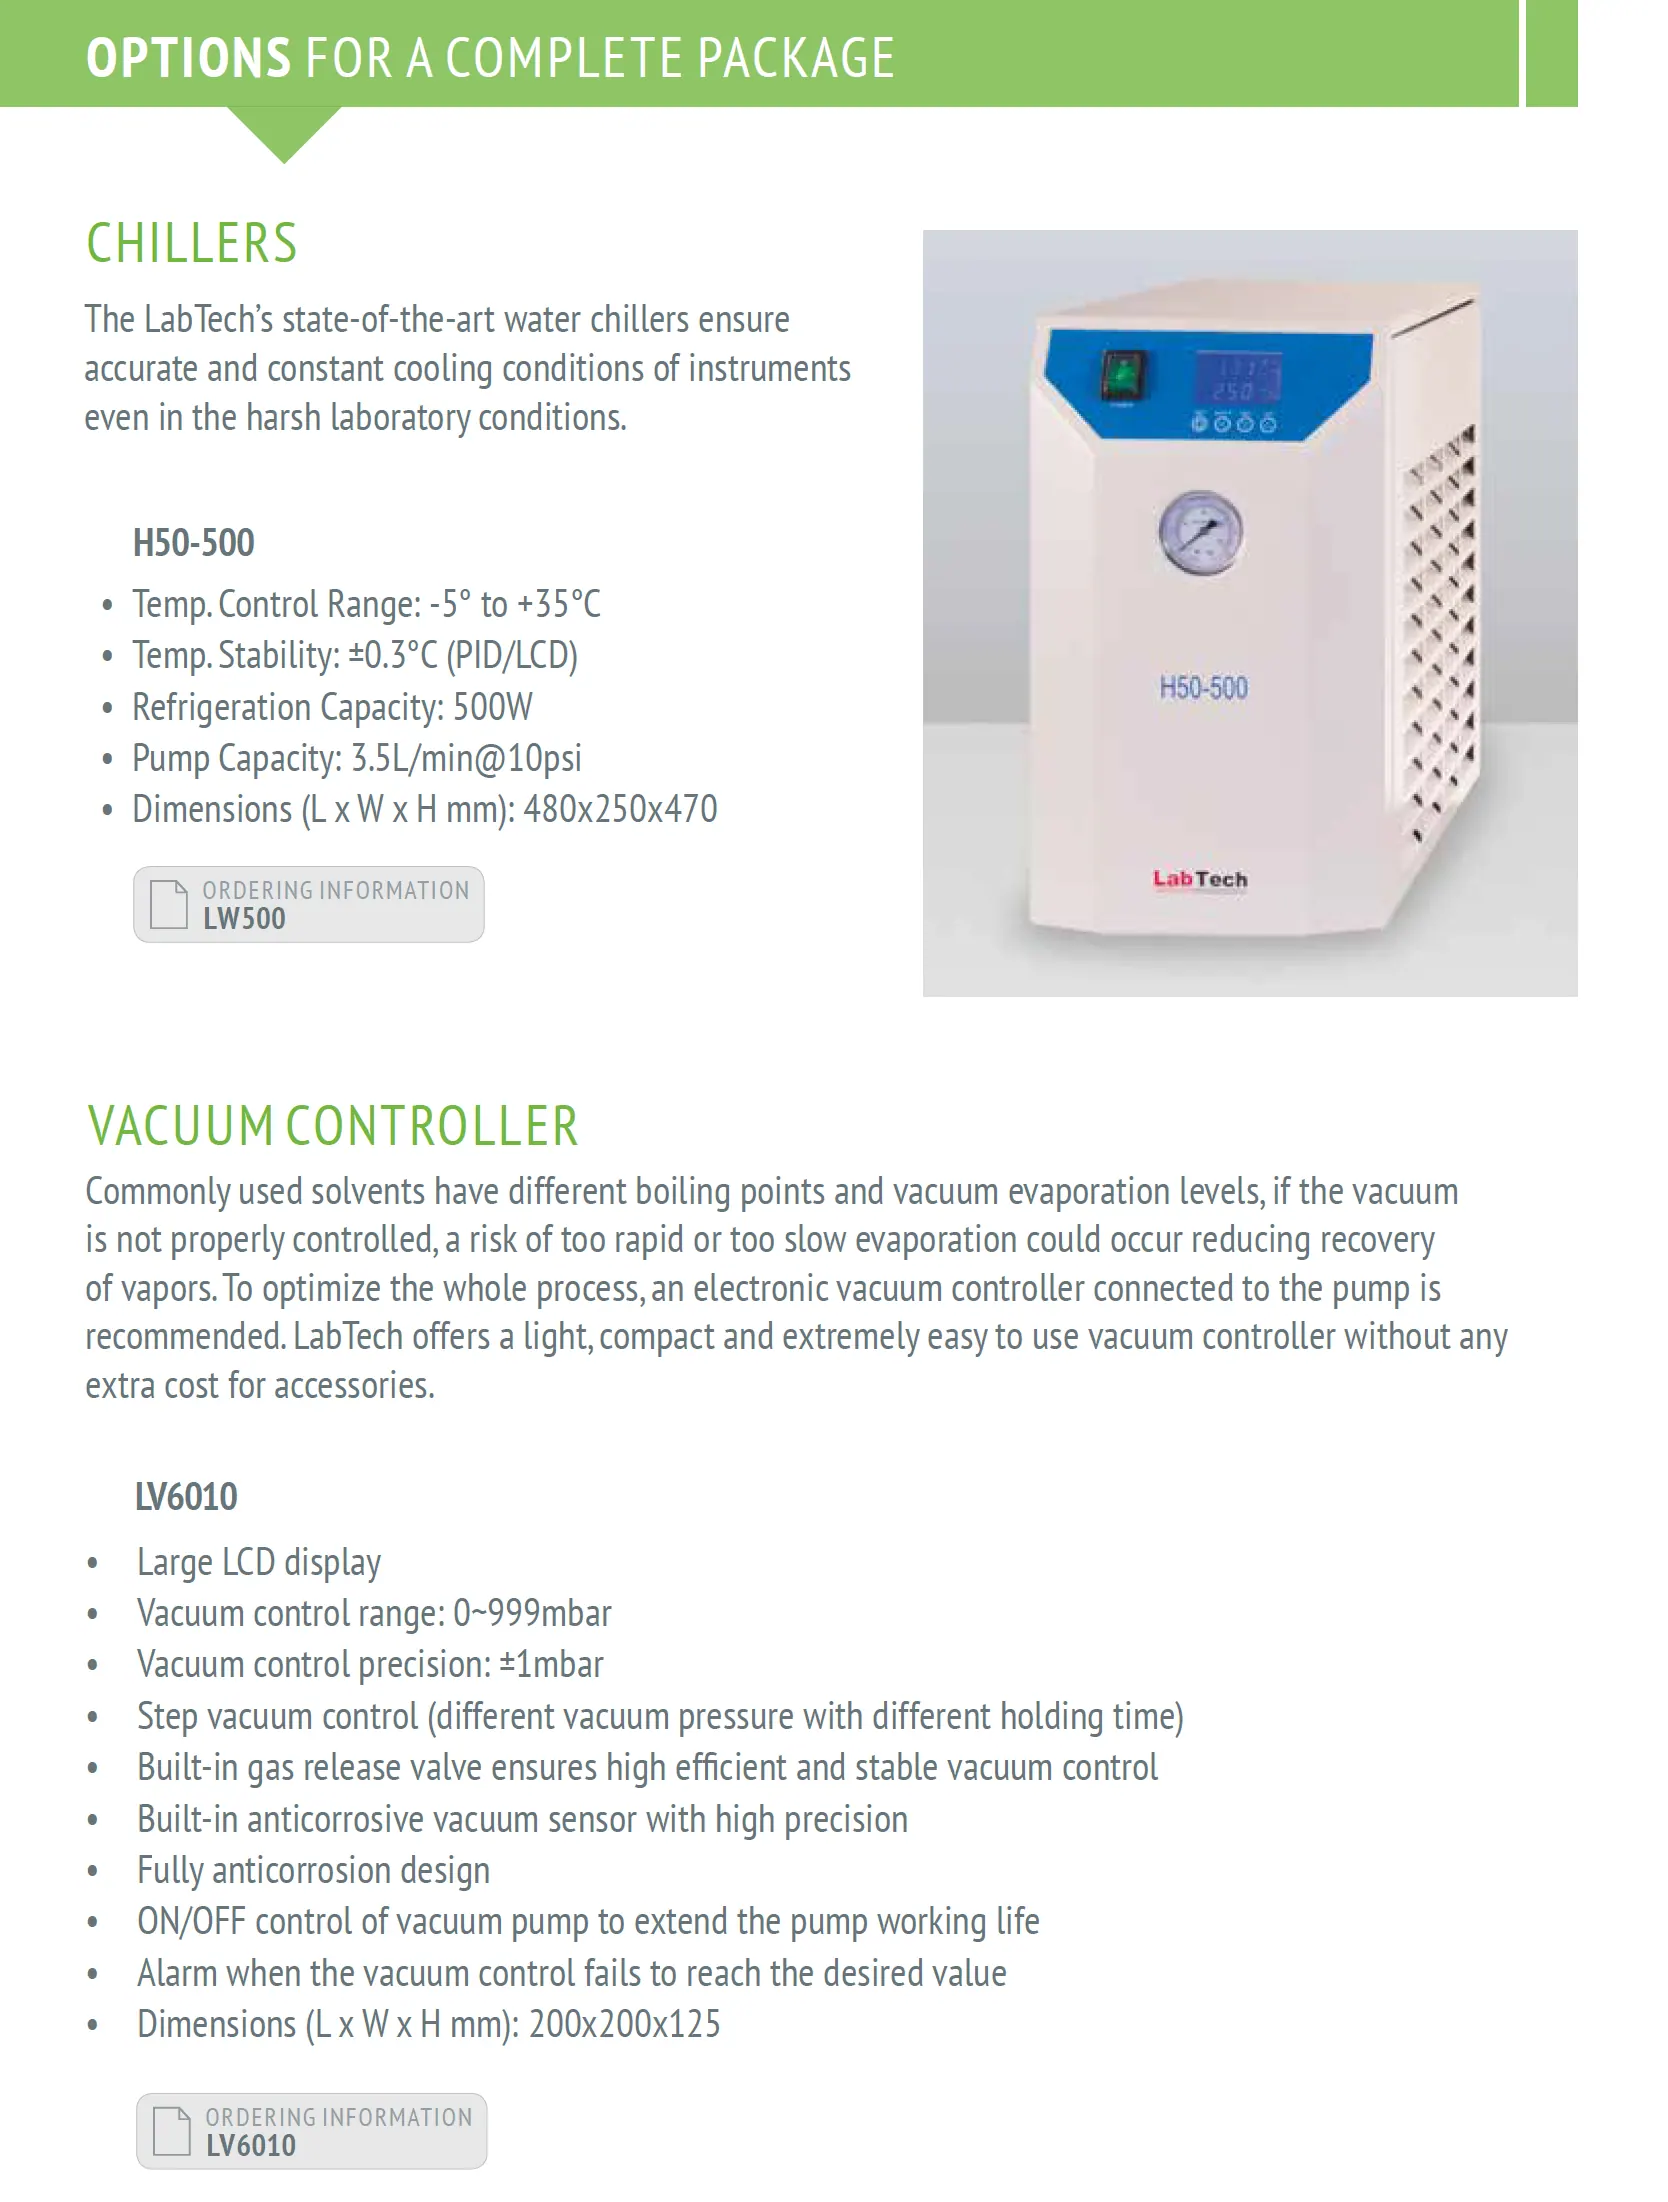 OPTIONS FOR A COMPLETE PACKAGE
CHILLERS
The LabTech’s state-of-the-art water chillers ensure
accurate and constant cooling conditions of instruments
even in the harsh laboratory conditions.
H50-500
• Temp. Control Range: -5° to +35°C
• Temp. Stability: ±0.3°C (PID/LCD)
• Refrigeration Capacity: 500W
• Pump Capacity: 3.5L/min@10psi
• Dimensions (L x W x H mm): 480x250x470
ORDERING INFORMATION
LW500
250
H50-500
LabTech
VACUUM CONTROLLER
Commonly used solvents have different boiling points and vacuum evaporation levels, if the vacuum
is not properly controlled, a risk of too rapid or too slow evaporation could occur reducing recovery
of vapors. To optimize the whole process, an electronic vacuum controller connected to the pump is
recommended. LabTech offers a light, compact and extremely easy to use vacuum controller without any
extra cost for accessories.
LV6010
• Large LCD display
• Vacuum control range: 0~999mbar
• Vacuum control precision: ±1mbar
• Step vacuum control (different vacuum pressure with different holding time)
• Built-in gas release valve ensures high efficient and stable vacuum control
• Built-in anticorrosive vacuum sensor with high precision
• Fully anticorrosion design
• ON/OFF control of vacuum pump to extend the pump working life
• Alarm when the vacuum control fails to reach the desired value
• Dimensions (L x W x H mm): 200x200x125
ORDERING INFORMATION
LV6010